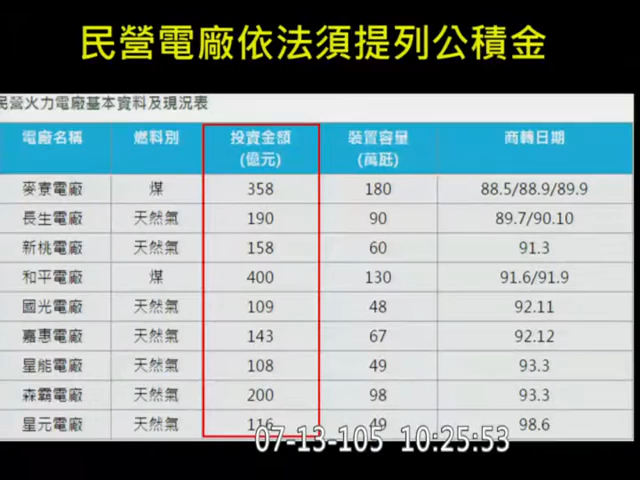 民營電廠依法須提列公積金
民營火力電廠基本資料及現況表
電廠名稱 燃料別 投資金額(億元) 裝置容量(萬瓩) 商轉日期
麥寮電廠 煤 358 180 88.5/88.9/89.9
長生電廠 天然氣 190 90 89.7/90.10
新桃電廠 天然氣 158 60 91.3
和平電廠 煤 400 130 91.6/91.9
國光電廠 天然氣 109 48 92.11
嘉惠電廠 天然氣 143 67 92.12
星能電廠 天然氣 108 49 93.3
森霸電廠 天然氣 200 98 93.3
星元電廠 天然氣 116 49 98.6
07-13-105 10:25:53